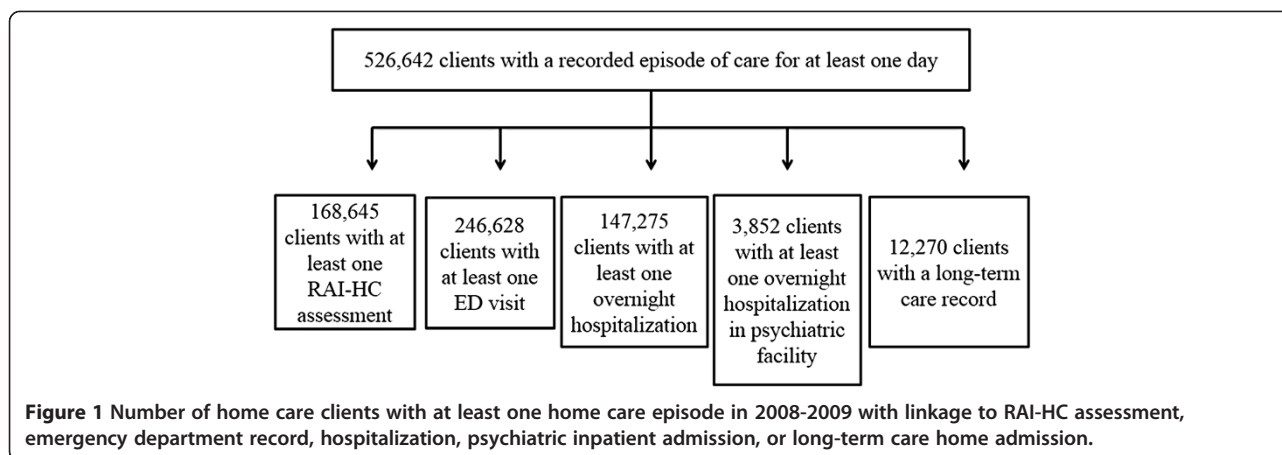 526,642 clients with a recorded episode of care for at least one day
168,645
clients with at
least one
RAI-HC
assessment
246,628
clients with
at least one
ED visit
147,275
clients with at
least one
overnight
hospitalization
3,852 clients
with at least
one overnight
hospitalization
in psychiatric
facility
12,270 clients
with a long-term
care record
Figure 1 Number of home care clients with at least one home care episode in 2008-2009 with linkage to RAI-HC assessment,
emergency department record, hospitalization, psychiatric inpatient admission, or long-term care home admission.